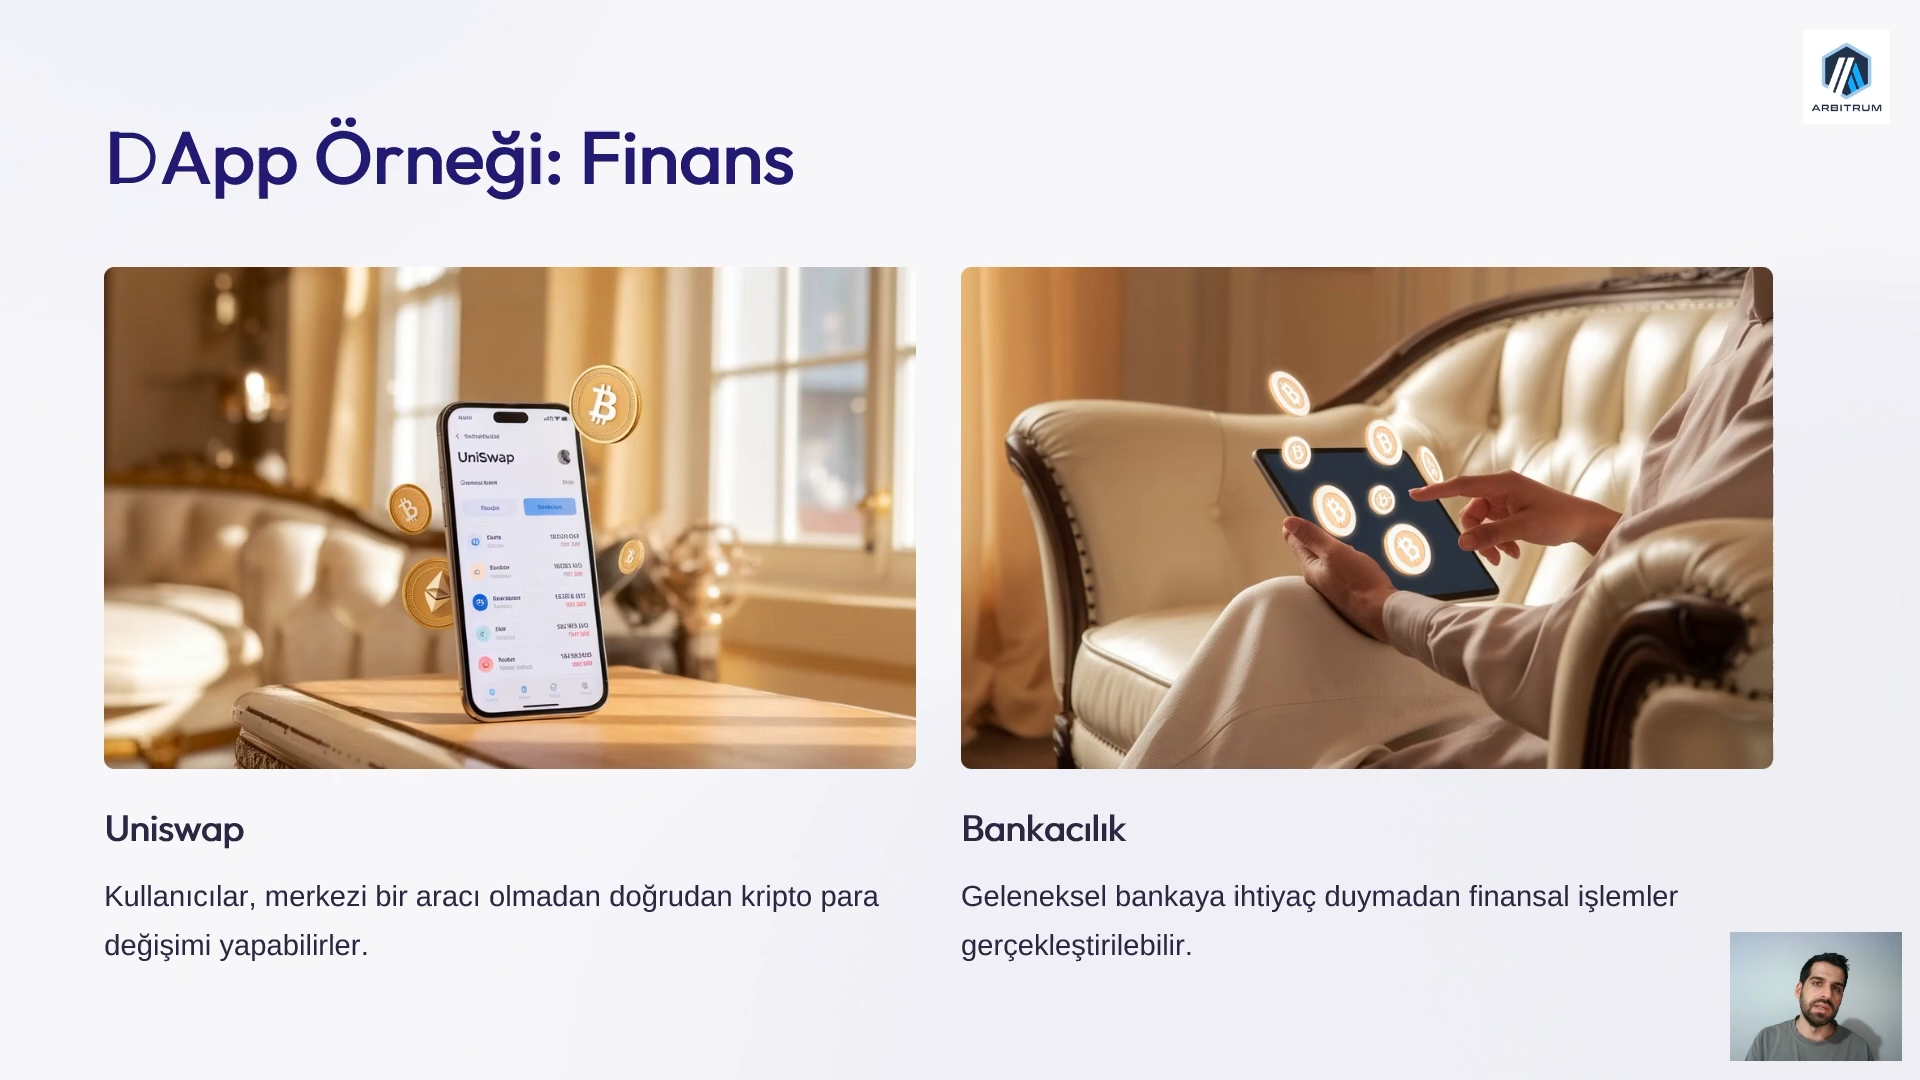 ARBITRUM
DApp Örneği: Finans
UniSwap
Uniswap
Kullanıcılar, merkezi bir aracı olmadan doğrudan kripto para
değişimi yapabilirler.
Bankacılık
Geleneksel bankaya ihtiyaç duymadan finansal işlemler
gerçekleştirilebilir.